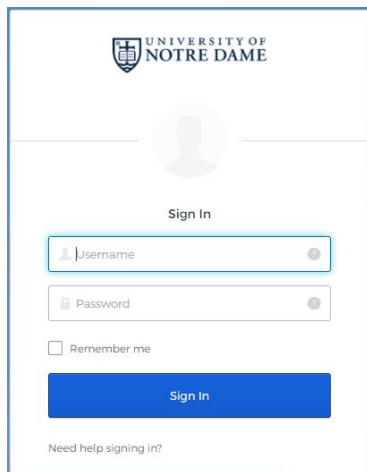 UNIVERSITY OF
NOTRE DAME
Sign In
Username
Password
Remember me
Sign In
Need help signing in?